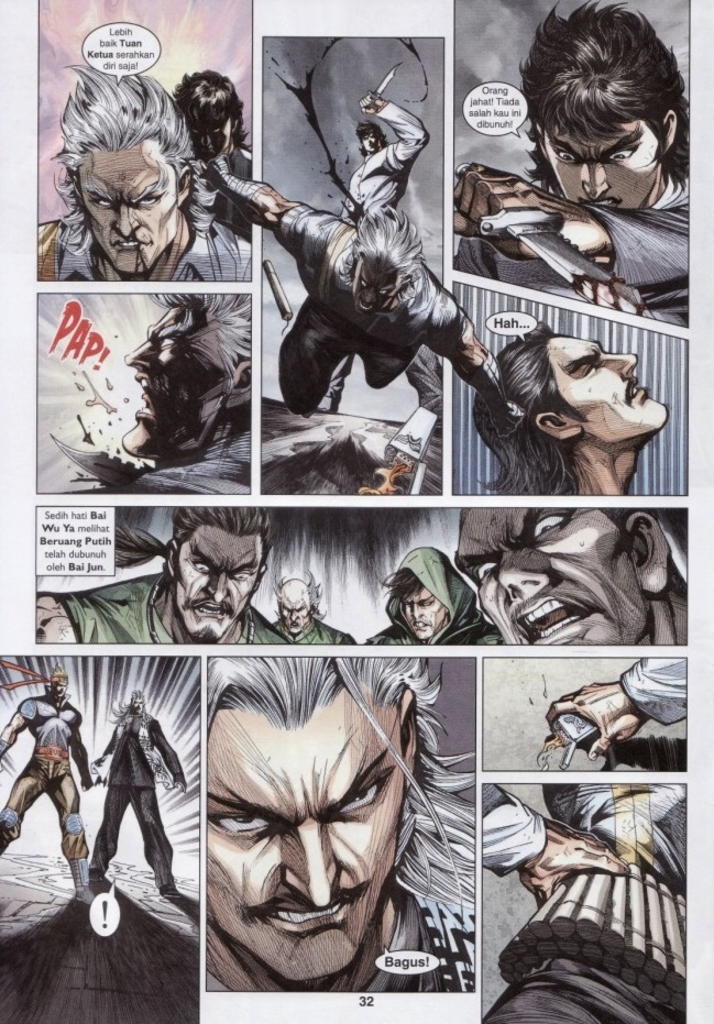 Lebih
baik Tuan
Ketua serahkan
diri saja!
Orang
jahat! Tiada
salah kau ini
dibunuh!
PAP!
Hah...
Sedih hati Bai
Wu Ya melihat
Beruang Putih
telah dubunuh
oleh Bai Jun.
!
Bagus!
32